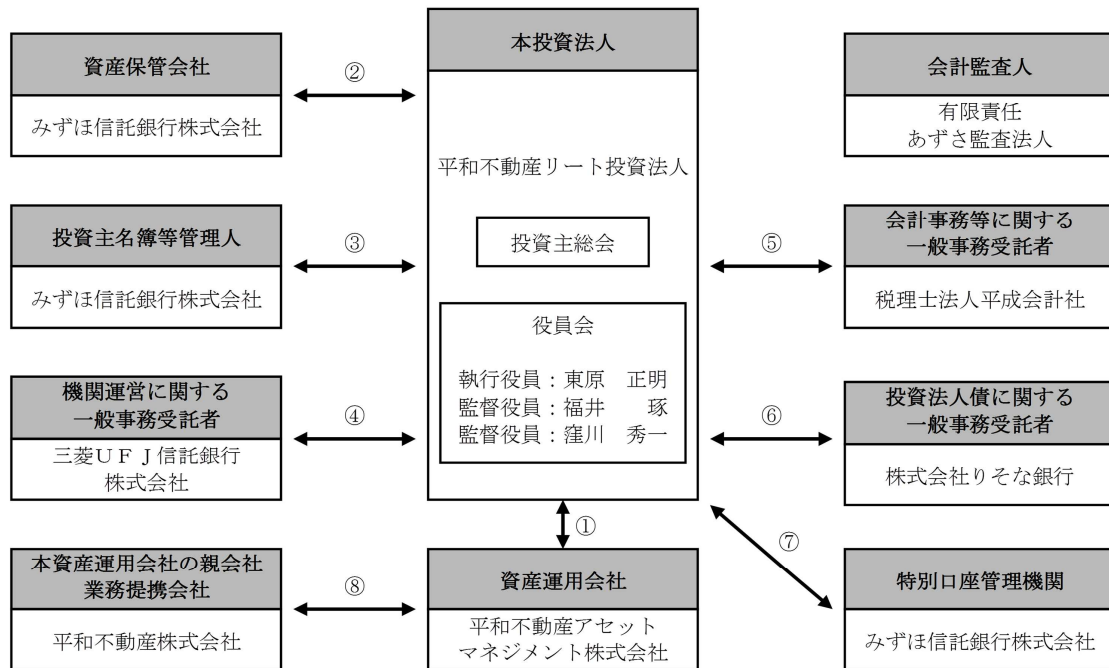 資産保管会社
みずほ信託銀行株式会社
②
本投資法人
平和不動産リート投資法人
投資主総会
役員会
執行役員：東原　正明
監督役員：福井　　琢
監督役員：窪川　秀一
会計監査人
有限責任
あずさ監査法人
投資主名簿等管理人
みずほ信託銀行株式会社
③
⑤
会計事務等に関する
一般事務受託者
税理士法人平成会計社
機関運営に関する
一般事務受託者
三菱ＵＦＪ信託銀行
株式会社
④
⑥
投資法人債に関する
一般事務受託者
株式会社りそな銀行
①
⑦
本資産運用会社の親会社
業務提携会社
平和不動産株式会社
⑧
資産運用会社
平和不動産アセット
マネジメント株式会社
特別口座管理機関
みずほ信託銀行株式会社